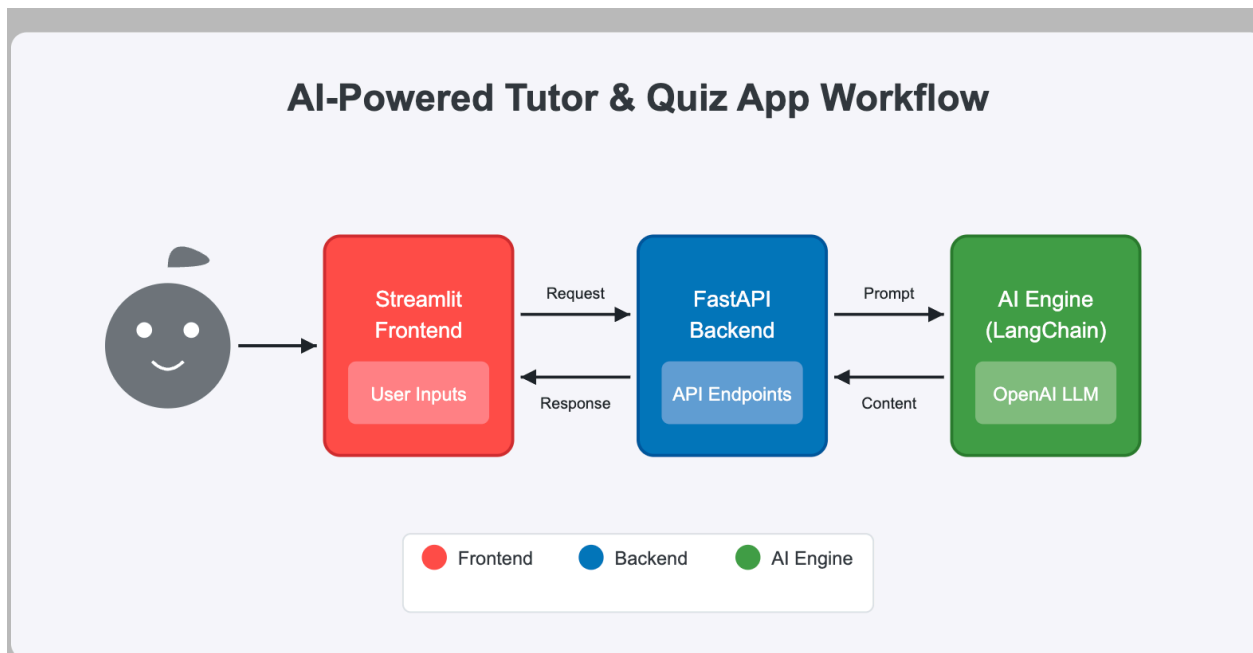 AI-Powered Tutor & Quiz App Workflow
Streamlit
Frontend
User Inputs
Request
Response
FastAPI
Backend
API Endpoints
Prompt
Content
AI Engine
(LangChain)
OpenAI LLM
Frontend
Backend
AI Engine